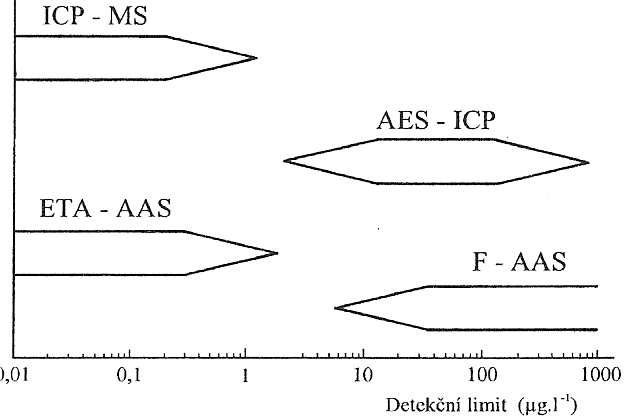 ICP - MS
AES - ICP
ETA - AAS
F - AAS
0,01 0,1 1 10 100 1000
Detekční limit (µg.l⁻¹)